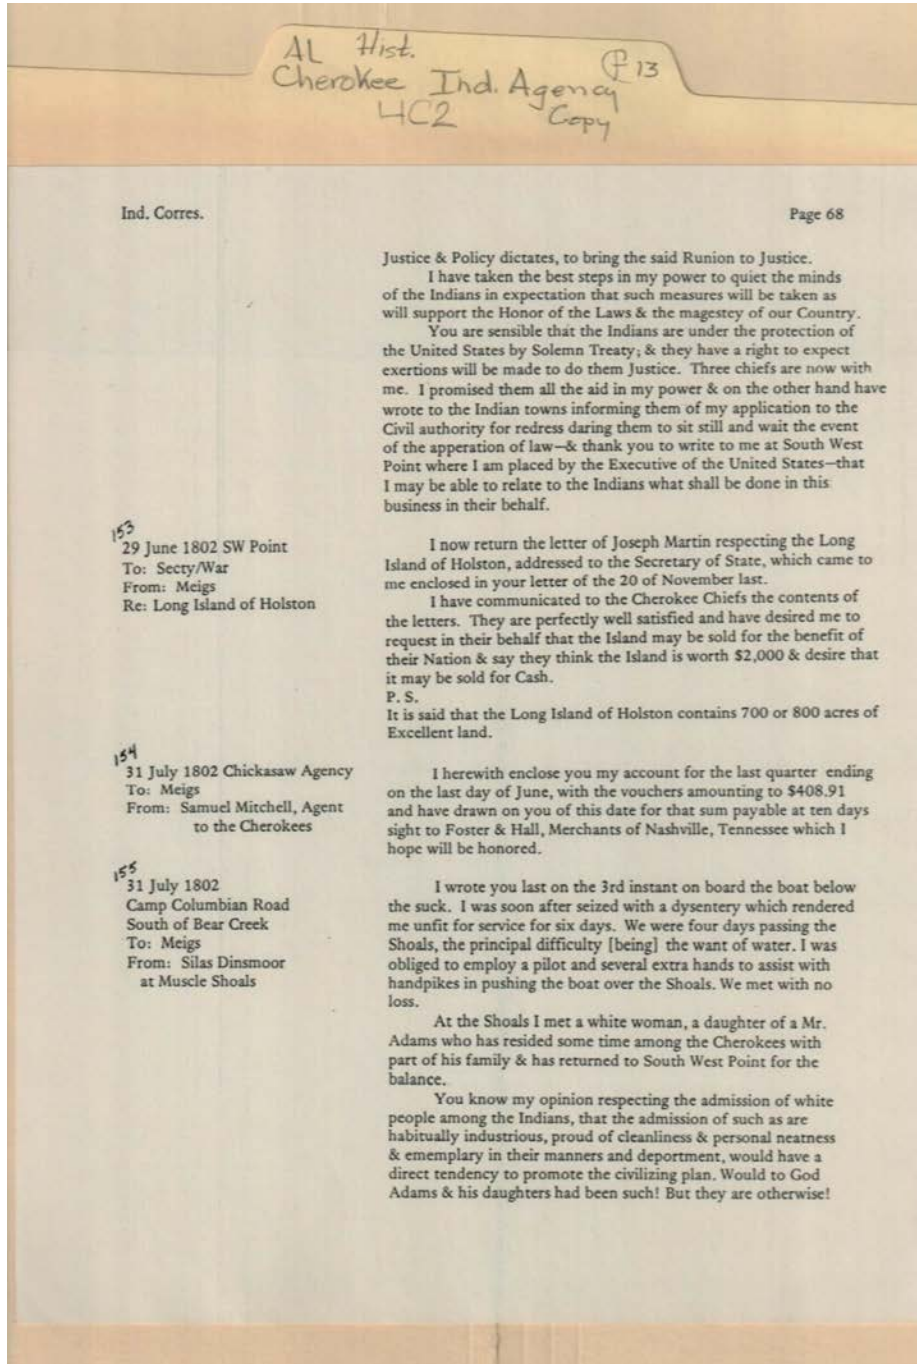 AL Hist.
Cherokee Ind. Agency
4C2 Copy
P 13
Ind. Corres.
Page 68
Justice & Policy dictates, to bring the said Runion to Justice.
I have taken the best steps in my power to quiet the minds
of the Indians in expectation that such measures will be taken as
will support the Honor of the Laws & the magestey of our Country.
You are sensible that the Indians are under the protection of
the United States by Solemn Treaty; & they have a right to expect
exertions will be made to do them Justice. Three chiefs are now with
me. I promised them all the aid in my power & on the other hand have
wrote to the Indian towns informing them of my application to the
Civil authority for redress daring them to sit still and wait the event
of the apperation of law—& thank you to write to me at South West
Point where I am placed by the Executive of the United States—that
I may be able to relate to the Indians what shall be done in this
business in their behalf.
153
29 June 1802 SW Point
To: Secty/War
From: Meigs
Re: Long Island of Holston
I now return the letter of Joseph Martin respecting the Long
Island of Holston, addressed to the Secretary of State, which came to
me enclosed in your letter of the 20 of November last.
I have communicated to the Cherokee Chiefs the contents of
the letters. They are perfectly well satisfied and have desired me to
request in their behalf that the Island may be sold for the benefit of
their Nation & say they think the Island is worth $2,000 & desire that
it may be sold for Cash.
P. S.
It is said that the Long Island of Holston contains 700 or 800 acres of
Excellent land.
154
31 July 1802 Chickasaw Agency
To: Meigs
From: Samuel Mitchell, Agent
to the Cherokees
I herewith enclose you my account for the last quarter ending
on the last day of June, with the vouchers amounting to $408.91
and have drawn on you of this date for that sum payable at ten days
sight to Foster & Hall, Merchants of Nashville, Tennessee which I
hope will be honored.
155
31 July 1802
Camp Columbian Road
South of Bear Creek
To: Meigs
From: Silas Dinsmoor
at Muscle Shoals
I wrote you last on the 3rd instant on board the boat below
the suck. I was soon after seized with a dysentery which rendered
me unfit for service for six days. We were four days passing the
Shoals, the principal difficulty [being] the want of water. I was
obliged to employ a pilot and several extra hands to assist with
handpikes in pushing the boat over the Shoals. We met with no
loss.
At the Shoals I met a white woman, a daughter of a Mr.
Adams who has resided some time among the Cherokees with
part of his family & has returned to South West Point for the
balance.
You know my opinion respecting the admission of white
people among the Indians, that the admission of such as are
habitually industrious, proud of cleanliness & personal neatness
& ememplary in their manners and deportment, would have a
direct tendency to promote the civilizing plan. Would to God
Adams & his daughters had been such! But they are otherwise!